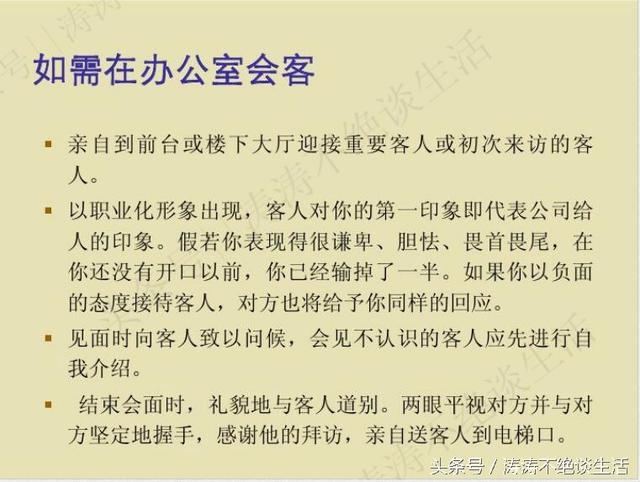 如需在办公室会客
▪ 亲自到前台或楼下大厅迎接重要客人或初次来访的客
人。
▪ 以职业化形象出现，客人对你的第一印象即代表公司给
人的印象。假若你表现得很谦卑、胆怯、畏首畏尾，在
你还没有开口以前，你已经输掉了一半。如果你以负面
的态度接待客人，对方也将给予你同样的回应。
▪ 见面时向客人致以问候，会见不认识的客人应先进行自
我介绍。
▪ 结束会面时，礼貌地与客人道别。两眼平视对方并与对
方坚定地握手，感谢他的拜访，亲自送客人到电梯口。
头条号／涛涛不绝谈生活